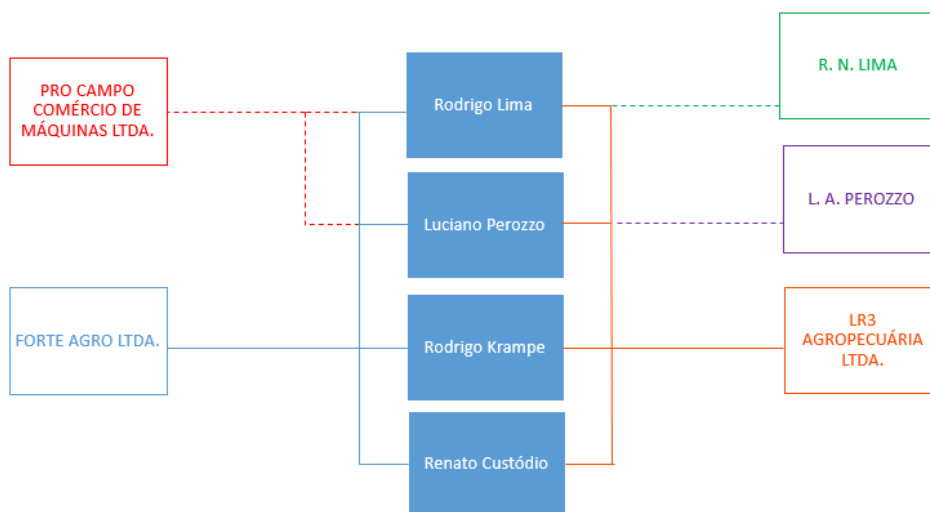 PRO CAMPO
COMÉRCIO DE
MÁQUINAS LTDA.
Rodrigo Lima
R. N. LIMA
Luciano Perozzo
L. A. PEROZZO
FORTE AGRO LTDA.
Rodrigo Krampe
LR3
AGROPECUÁRIA
LTDA.
Renato Custódio